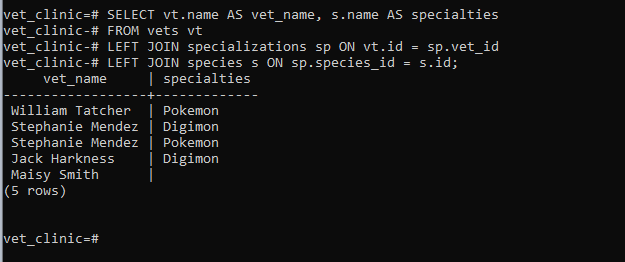 vet_clinic=# SELECT vt.name AS vet_name, s.name AS specialties
vet_clinic-# FROM vets vt
vet_clinic-# LEFT JOIN specializations sp ON vt.id = sp.vet_id
vet_clinic-# LEFT JOIN species s ON sp.species_id = s.id;
     vet_name     | specialties
------------------+-------------
 William Tatcher  | Pokemon
 Stephanie Mendez | Digimon
 Stephanie Mendez | Pokemon
 Jack Harkness    | Digimon
 Maisy Smith      |
(5 rows)
vet_clinic=#